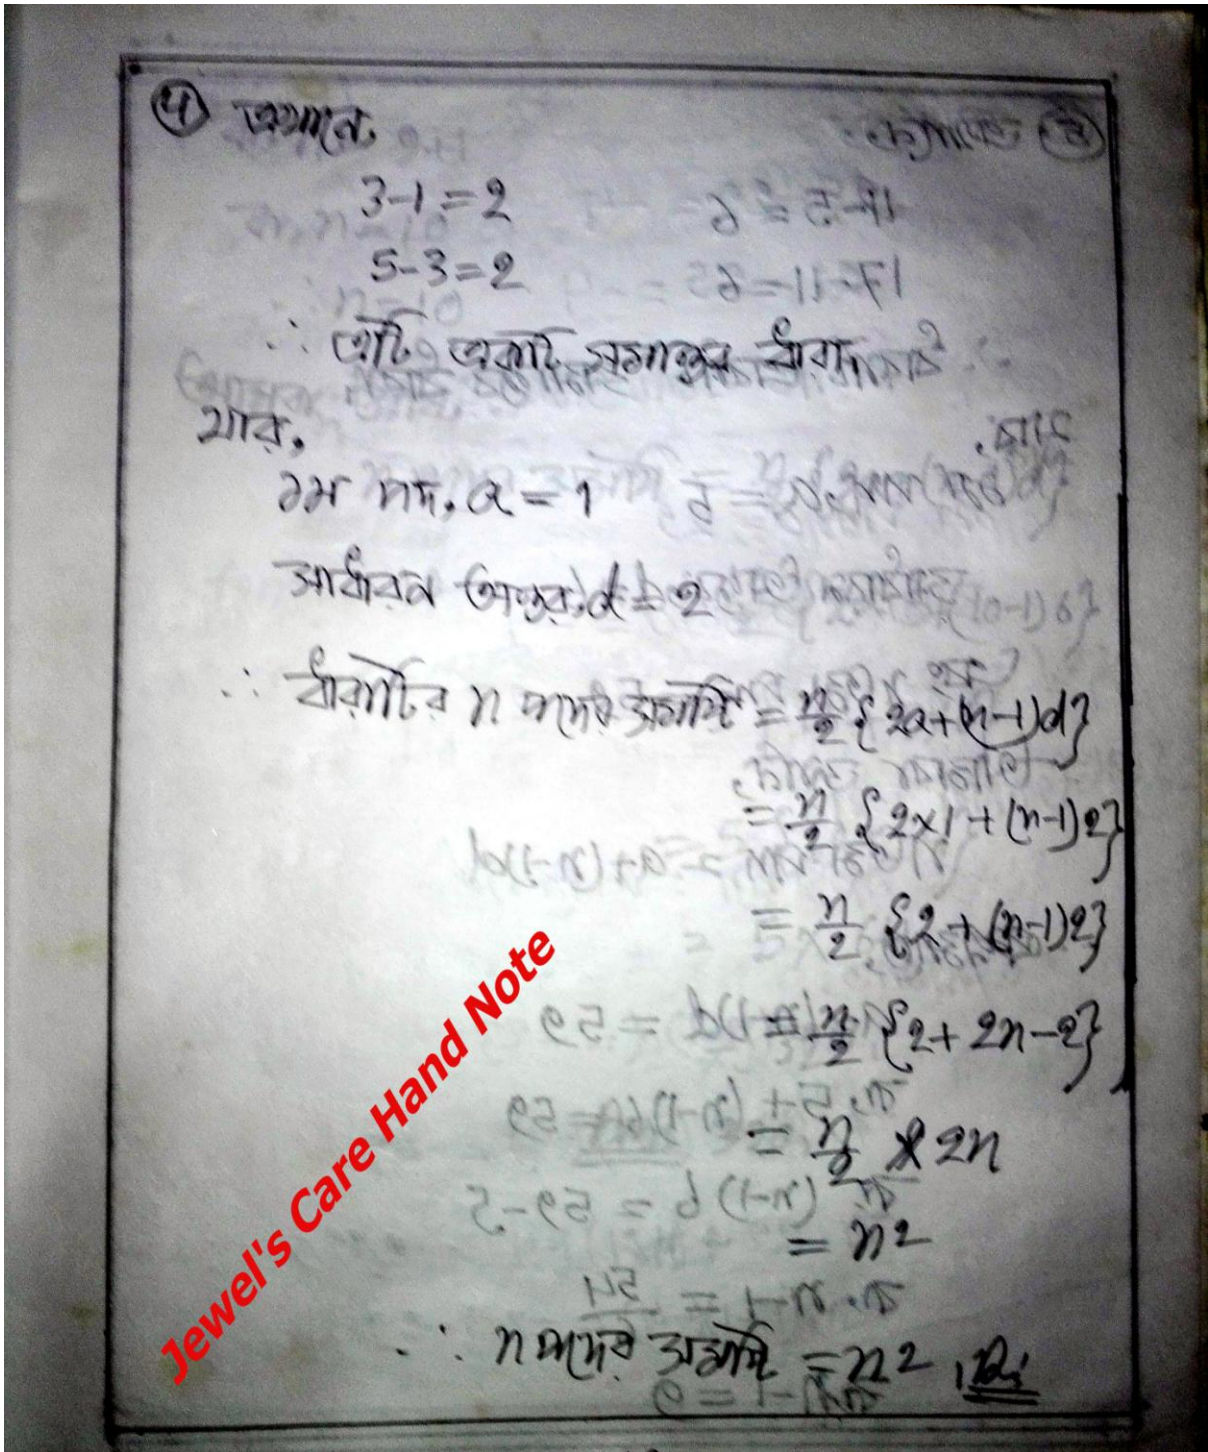 (4) এখানে,
3-1=2
5-3=2
∴ এটি একটি সমান্তর ধারা
যার,
১ম পদ, a = 1
সাধারন অন্তর, d = 2
∴ ধারাটির n পদের সমষ্টি = n/2 {2a+(n-1)d}
= n/2 {2×1+(n-1)2}
= n/2 {2+(n-1)2}
= n/2 {2+2n-2}
= n/2 × 2n
= n2
∴ n পদের সমষ্টি = n2
Jewel's Care Hand Note